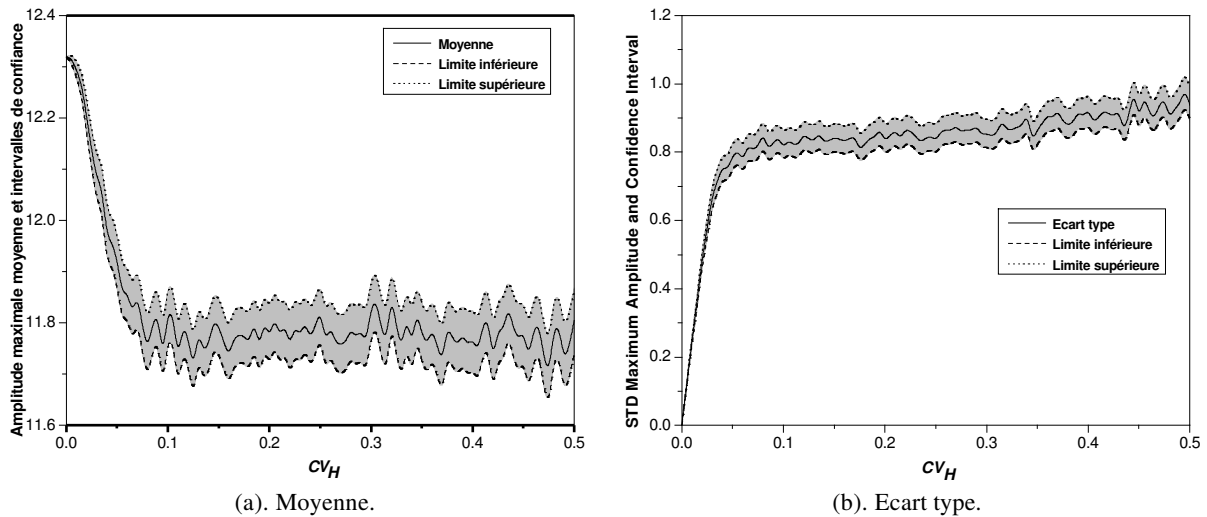 Amplitude maximale moyenne et intervalles de confiance
12.4
12.2
12.0
11.8
11.6
Moyenne
Limite inférieure
Limite supérieure
0.0 0.1 0.2 0.3 0.4 0.5
CV_H
(a). Moyenne.
STD Maximum Amplitude and Confidence Interval
1.2
1.0
0.8
0.6
0.4
0.2
0.0
Ecart type
Limite inférieure
Limite supérieure
0.0 0.1 0.2 0.3 0.4 0.5
CV_H
(b). Ecart type.